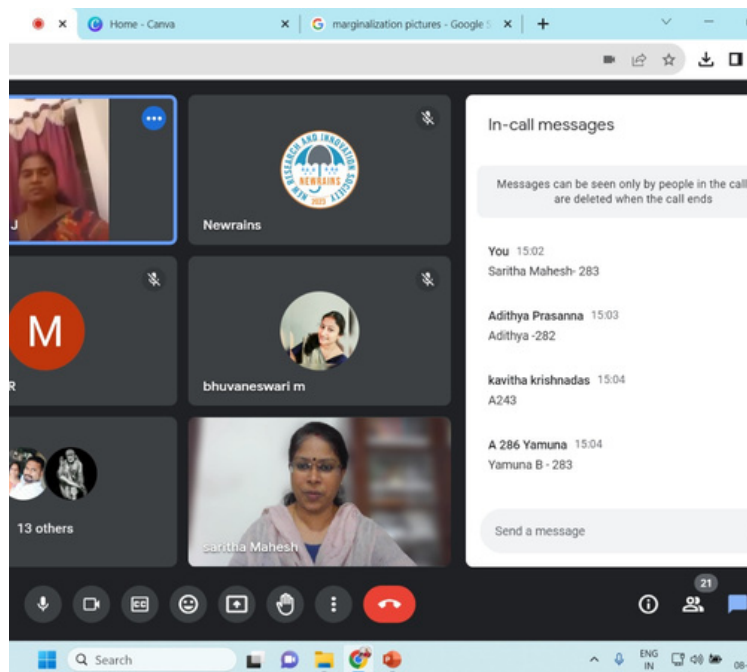 Home - Canva
marginalization pictures - Google S
In-call messages
Messages can be seen only by people in the call
are deleted when the call ends
J
NEW RESEARCH AND INNOVATION SOCIETY
NEWRAINS
2023
Newrains
You 15:02
Saritha Mahesh- 283
Adithya Prasanna 15:03
Adithya -282
kavitha krishnadas 15:04
A243
A 286 Yamuna 15:04
Yamuna B - 283
M
R
bhuvaneswari m
13 others
saritha Mahesh
Send a message
21
CC
Search
ENG
IN
08-